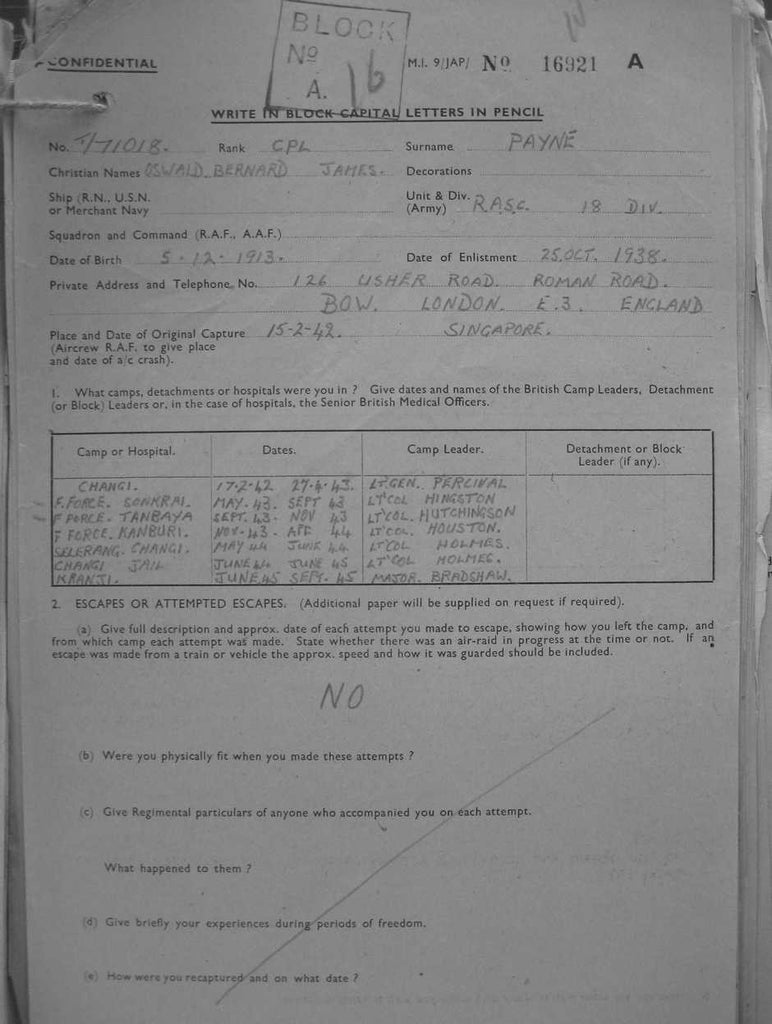 BLOCK
No
A. 16
CONFIDENTIAL
M.I. 9/JAP/ No 16921 A
WRITE IN BLOCK CAPITAL LETTERS IN PENCIL
No. T/71018. Rank CPL Surname PAYNE
Christian Names OSWALD BERNARD JAMES. Decorations
Ship (R.N., U.S.N. or Merchant Navy
Unit & Div. (Army) R.A.S.C. 18 DIV.
Squadron and Command (R.A.F., A.A.F.)
Date of Birth 5-12-1913. Date of Enlistment 25.OCT. 1938.
Private Address and Telephone No. 126 USHER ROAD. ROMAN ROAD.
BOW. LONDON. E.3. ENGLAND
Place and Date of Original Capture 15-2-42. SINGAPORE.
(Aircrew R.A.F. to give place
and date of a/c crash).
1. What camps, detachments or hospitals were you in ? Give dates and names of the British Camp Leaders, Detachment
(or Block) Leaders or, in the case of hospitals, the Senior British Medical Officers.
Camp or Hospital. Dates. Camp Leader. Detachment or Block Leader (if any).
CHANGI. 17-2-42 27-4-43. LT.GEN. PERCIVAL
F.FORCE. SONKRAI. MAY-43. SEPT 43 LT COL HINGSTON
F FORCE. TANBAYA SEPT.43- NOV 43 LT COL. HUTCHINGSON
F FORCE. KANBURI. NOV-43- APR 44 LT COL. HOUSTON.
SELERANG. CHANGI. MAY 44 JUNE 44 LT COL HOLMES.
CHANGI JAIL JUNE 44 JUNE 45 LT COL HOLMES.
KRANJI. JUNE 45 SEPT. 45 MAJOR. BRADSHAW.
2. ESCAPES OR ATTEMPTED ESCAPES. (Additional paper will be supplied on request if required).
(a) Give full description and approx. date of each attempt you made to escape, showing how you left the camp, and
from which camp each attempt was made. State whether there was an air-raid in progress at the time or not. If an
escape was made from a train or vehicle the approx. speed and how it was guarded should be included.
NO
(b) Were you physically fit when you made these attempts ?
(c) Give Regimental particulars of anyone who accompanied you on each attempt.
What happened to them ?
(d) Give briefly your experiences during periods of freedom.
(e) How were you recaptured and on what date ?